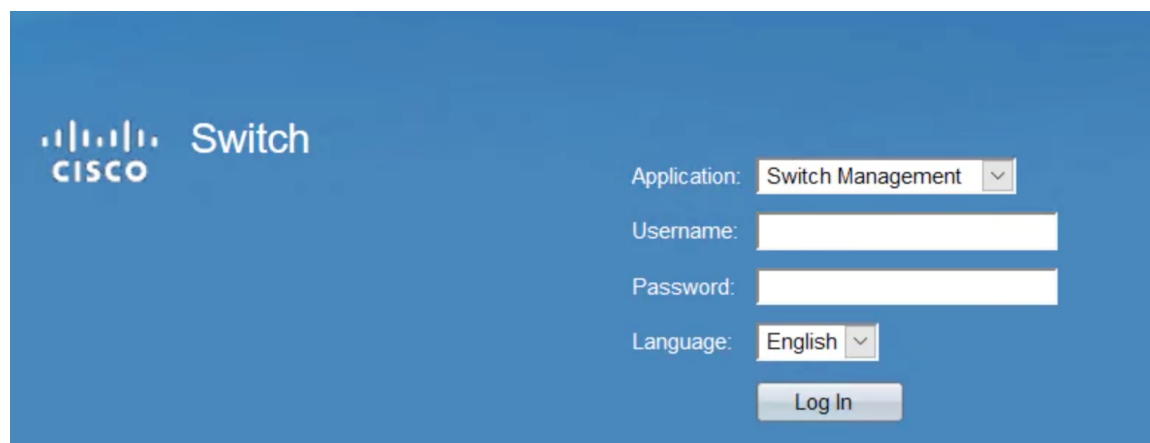 CISCO Switch
Application: Switch Management
Username:
Password:
Language: English
Log In